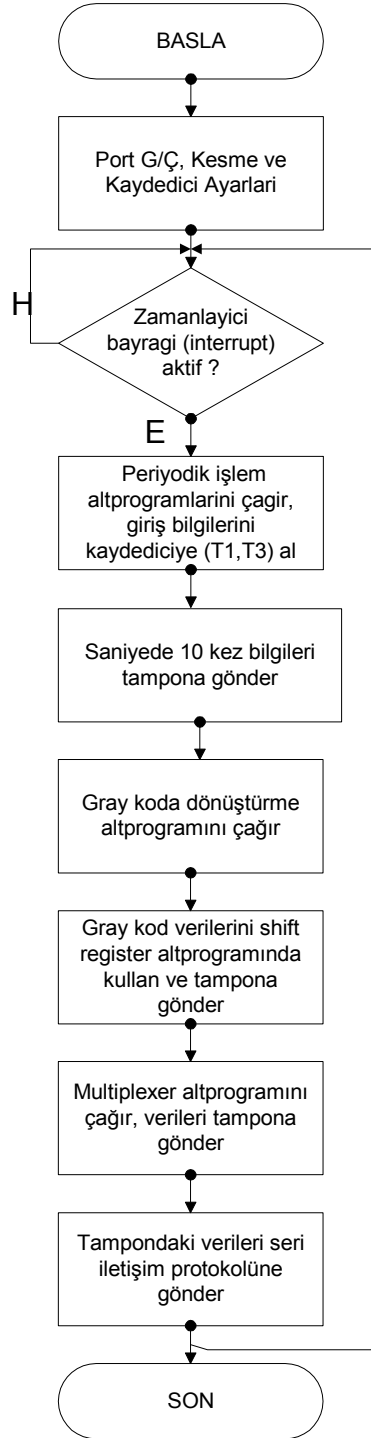 BASLA
Port G/Ç, Kesme ve
Kaydedici Ayarlari
H
Zamanlayici
bayragi (interrupt)
aktif ?
E
Periyodik işlem
altprogramlarini çagir,
giriş bilgilerini
kaydediciye (T1,T3) al
Saniyede 10 kez bilgileri
tampona gönder
Gray koda dönüştürme
altprogramını çağır
Gray kod verilerini shift
register altprogramında
kullan ve tampona
gönder
Multiplexer altprogramını
çağır, verileri tampona
gönder
Tampondaki verileri seri
iletişim protokolüne
gönder
SON